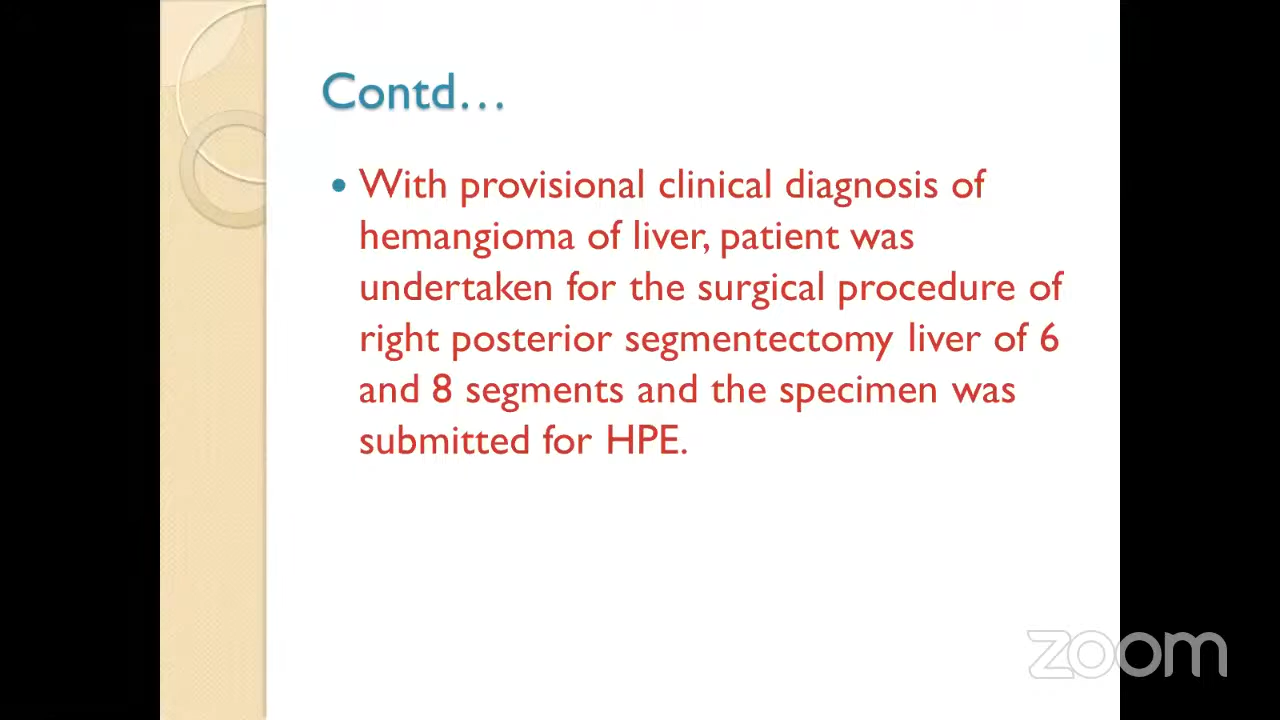 Contd...
• With provisional clinical diagnosis of
hemangioma of liver, patient was
undertaken for the surgical procedure of
right posterior segmentectomy liver of 6
and 8 segments and the specimen was
submitted for HPE.
zoom